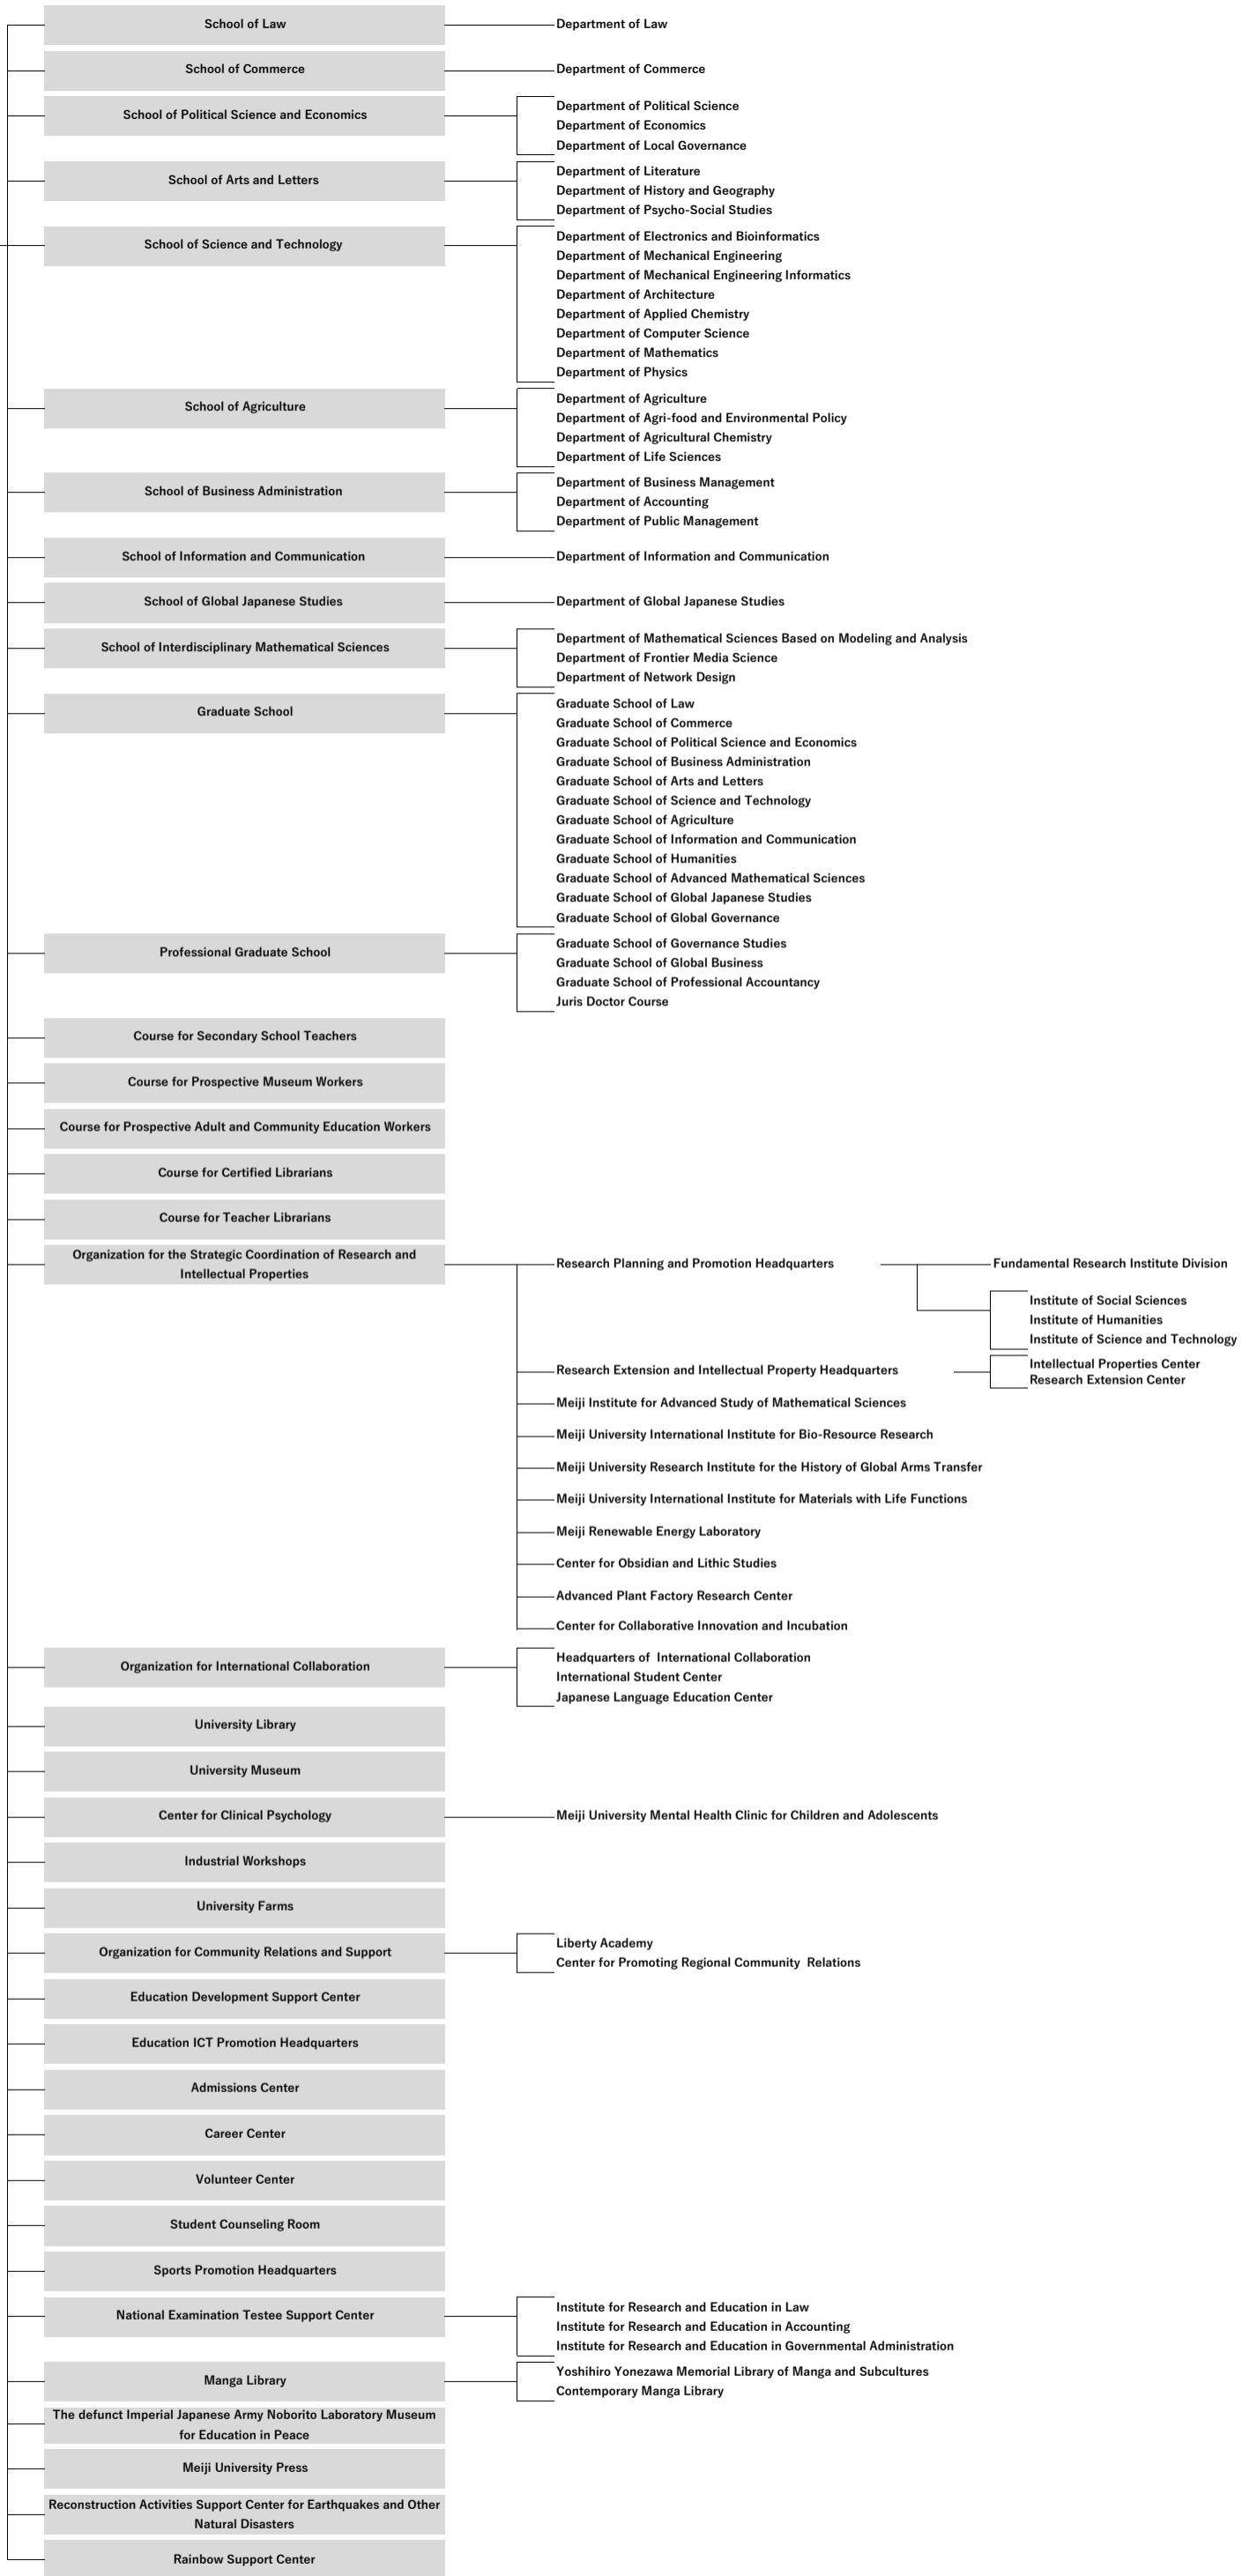 School of Law
Department of Law
School of Commerce
Department of Commerce
School of Political Science and Economics
Department of Political Science
Department of Economics
Department of Local Governance
School of Arts and Letters
Department of Literature
Department of History and Geography
Department of Psycho-Social Studies
School of Science and Technology
Department of Electronics and Bioinformatics
Department of Mechanical Engineering
Department of Mechanical Engineering Informatics
Department of Architecture
Department of Applied Chemistry
Department of Computer Science
Department of Mathematics
Department of Physics
School of Agriculture
Department of Agriculture
Department of Agri-food and Environmental Policy
Department of Agricultural Chemistry
Department of Life Sciences
School of Business Administration
Department of Business Management
Department of Accounting
Department of Public Management
School of Information and Communication
Department of Information and Communication
School of Global Japanese Studies
Department of Global Japanese Studies
School of Interdisciplinary Mathematical Sciences
Department of Mathematical Sciences Based on Modeling and Analysis
Department of Frontier Media Science
Department of Network Design
Graduate School
Graduate School of Law
Graduate School of Commerce
Graduate School of Political Science and Economics
Graduate School of Business Administration
Graduate School of Arts and Letters
Graduate School of Science and Technology
Graduate School of Agriculture
Graduate School of Information and Communication
Graduate School of Humanities
Graduate School of Advanced Mathematical Sciences
Graduate School of Global Japanese Studies
Graduate School of Global Governance
Professional Graduate School
Graduate School of Governance Studies
Graduate School of Global Business
Graduate School of Professional Accountancy
Juris Doctor Course
Course for Secondary School Teachers
Course for Prospective Museum Workers
Course for Prospective Adult and Community Education Workers
Course for Certified Librarians
Course for Teacher Librarians
Organization for the Strategic Coordination of Research and
Intellectual Properties
Research Planning and Promotion Headquarters
Fundamental Research Institute Division
Institute of Social Sciences
Institute of Humanities
Institute of Science and Technology
Research Extension and Intellectual Property Headquarters
Intellectual Properties Center
Research Extension Center
Meiji Institute for Advanced Study of Mathematical Sciences
Meiji University International Institute for Bio-Resource Research
Meiji University Research Institute for the History of Global Arms Transfer
Meiji University International Institute for Materials with Life Functions
Meiji Renewable Energy Laboratory
Center for Obsidian and Lithic Studies
Advanced Plant Factory Research Center
Center for Collaborative Innovation and Incubation
Organization for International Collaboration
Headquarters of International Collaboration
International Student Center
Japanese Language Education Center
University Library
University Museum
Center for Clinical Psychology
Meiji University Mental Health Clinic for Children and Adolescents
Industrial Workshops
University Farms
Organization for Community Relations and Support
Liberty Academy
Center for Promoting Regional Community Relations
Education Development Support Center
Education ICT Promotion Headquarters
Admissions Center
Career Center
Volunteer Center
Student Counseling Room
Sports Promotion Headquarters
National Examination Testee Support Center
Institute for Research and Education in Law
Institute for Research and Education in Accounting
Institute for Research and Education in Governmental Administration
Manga Library
Yoshihiro Yonezawa Memorial Library of Manga and Subcultures
Contemporary Manga Library
The defunct Imperial Japanese Army Noborito Laboratory Museum
for Education in Peace
Meiji University Press
Reconstruction Activities Support Center for Earthquakes and Other
Natural Disasters
Rainbow Support Center